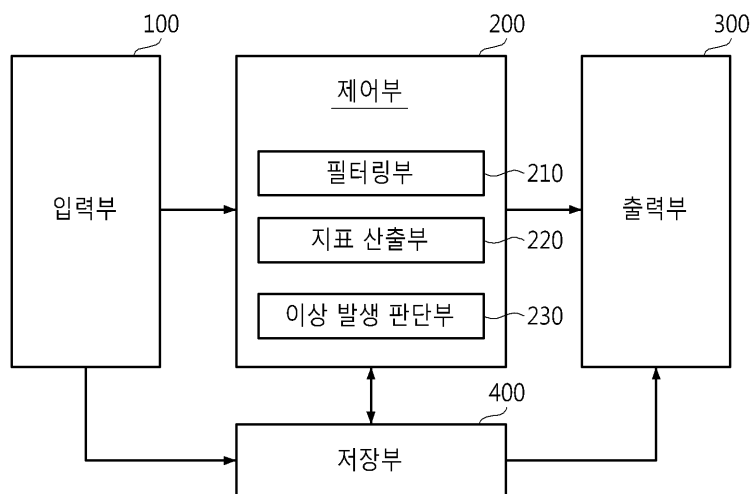 100
200
300
제어부
필터링부
210
입력부
지표 산출부
220
출력부
이상 발생 판단부
230
400
저장부